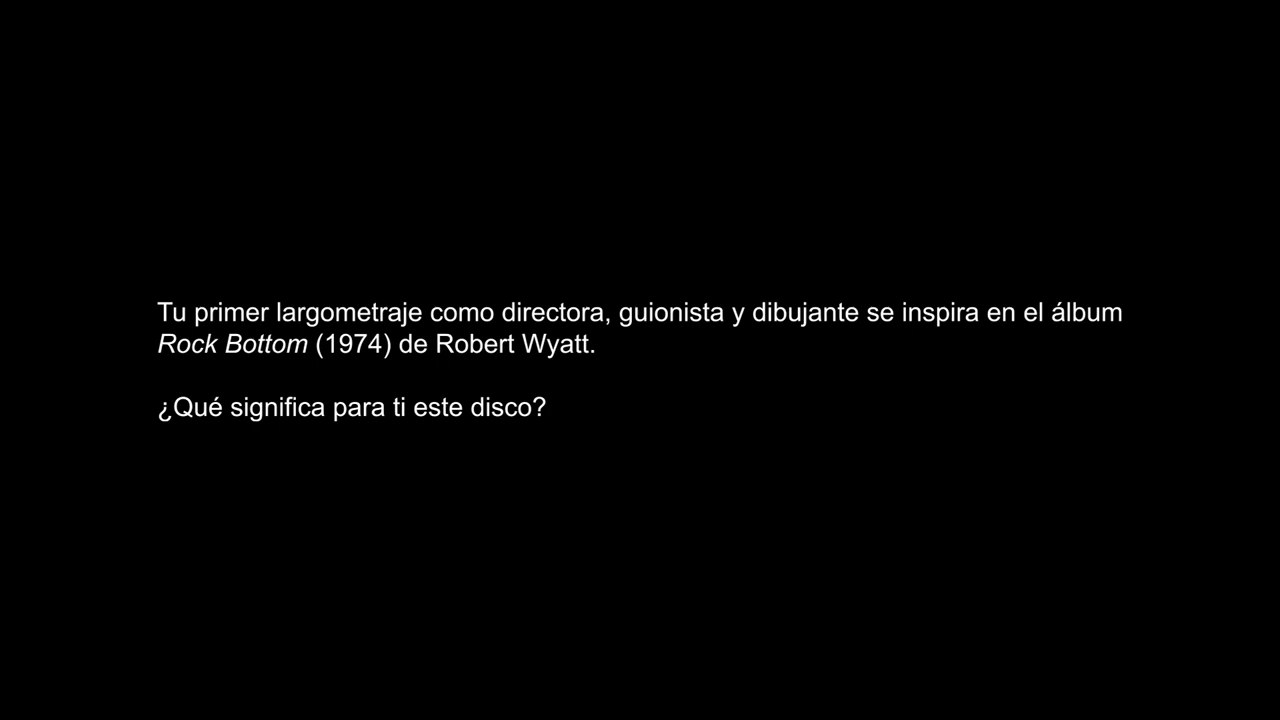 Tu primer largometraje como directora, guionista y dibujante se inspira en el álbum
Rock Bottom (1974) de Robert Wyatt.
¿Qué significa para ti este disco?